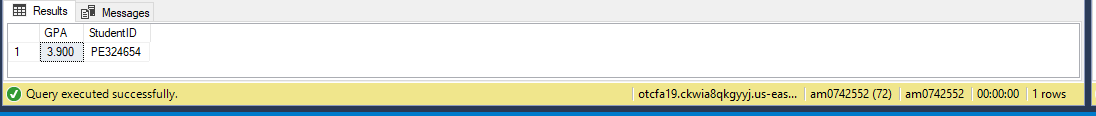 Results Messages
GPA StudentID
1 3.900 PE324654
Query executed successfully. otcfa19.ckwia8qkgyyj.us-eas... am0742552 (72) am0742552 00:00:00 1 rows